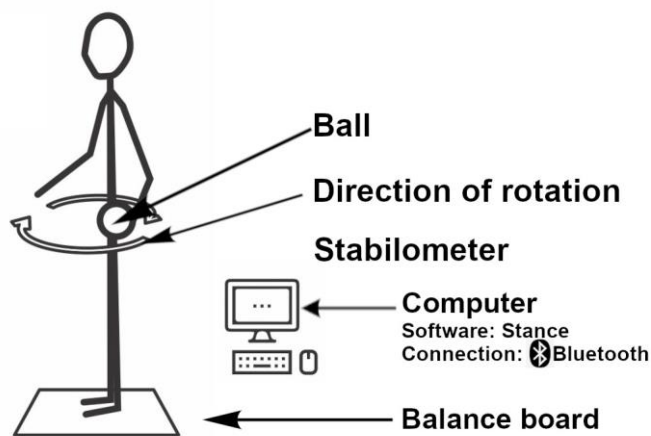 Ball
Direction of rotation
Stabilometer
Computer
Software: Stance
Connection: Bluetooth
Balance board